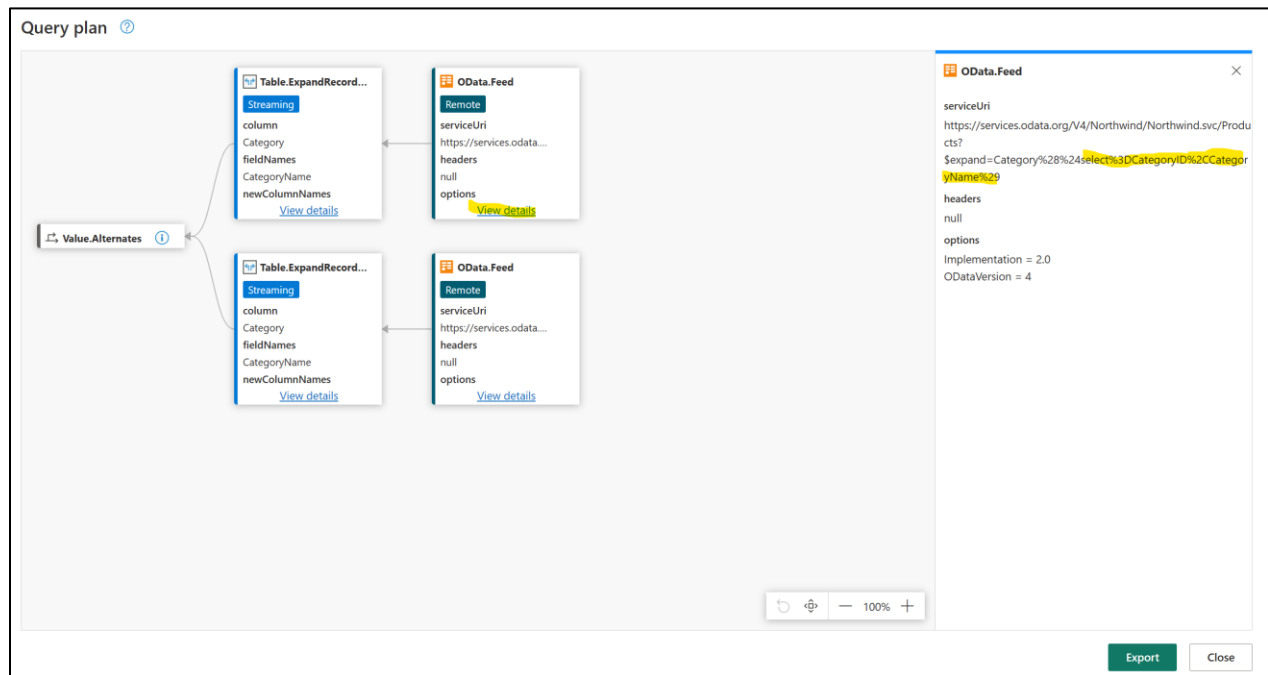 Query plan
Table.ExpandRecord...
Streaming
column
Category
fieldNames
CategoryName
newColumnNames
View details
OData.Feed
Remote
serviceUri
https://services.odata....
headers
null
options
View details
Value.Alternates
Table.ExpandRecord...
Streaming
column
Category
fieldNames
CategoryName
newColumnNames
View details
OData.Feed
Remote
serviceUri
https://services.odata....
headers
null
options
View details
100%
OData.Feed
serviceUri
https://services.odata.org/V4/Northwind/Northwind.svc/Produ
cts?
$expand=Category%28%24select%3DCategoryID%2CCategor
yName%29
headers
null
options
Implementation = 2.0
ODataVersion = 4
Export
Close